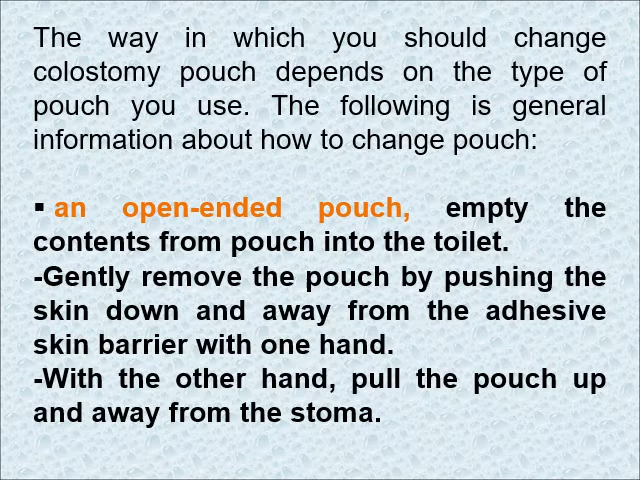 The way in which you should change
colostomy pouch depends on the type of
pouch you use. The following is general
information about how to change pouch:
▪ an open-ended pouch, empty the
contents from pouch into the toilet.
-Gently remove the pouch by pushing the
skin down and away from the adhesive
skin barrier with one hand.
-With the other hand, pull the pouch up
and away from the stoma.